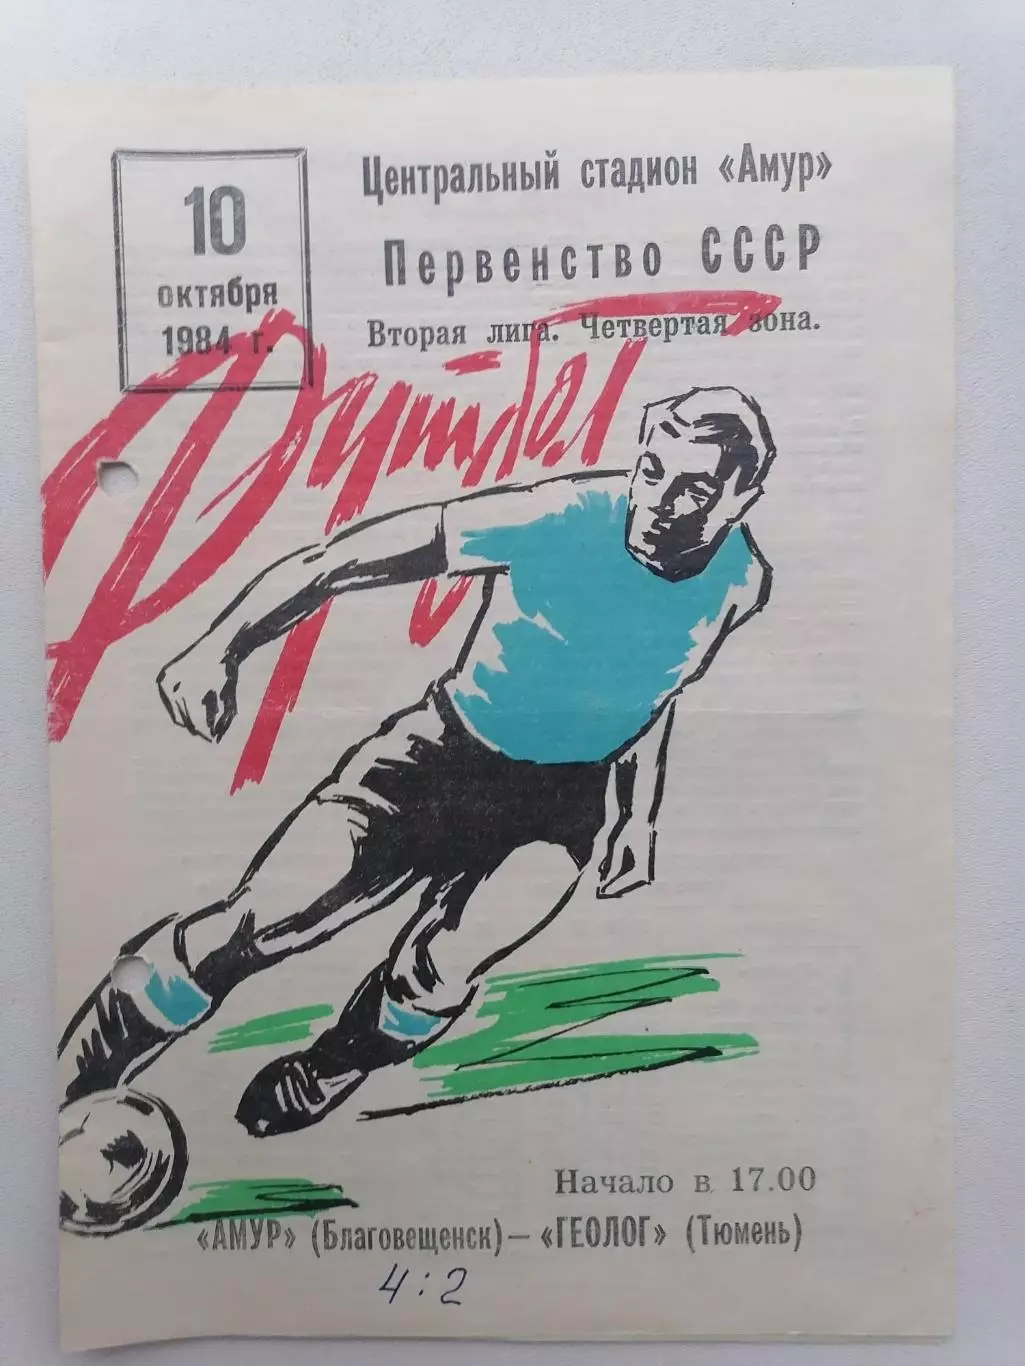 10
октября
1984 г.
Центральный стадион «Амур»
Первенство СССР
Вторая лига. Четвертая зона.
Футбол
Начало в 17.00
«АМУР» (Благовещенск) — «ГЕОЛОГ» (Тюмень)
4:2